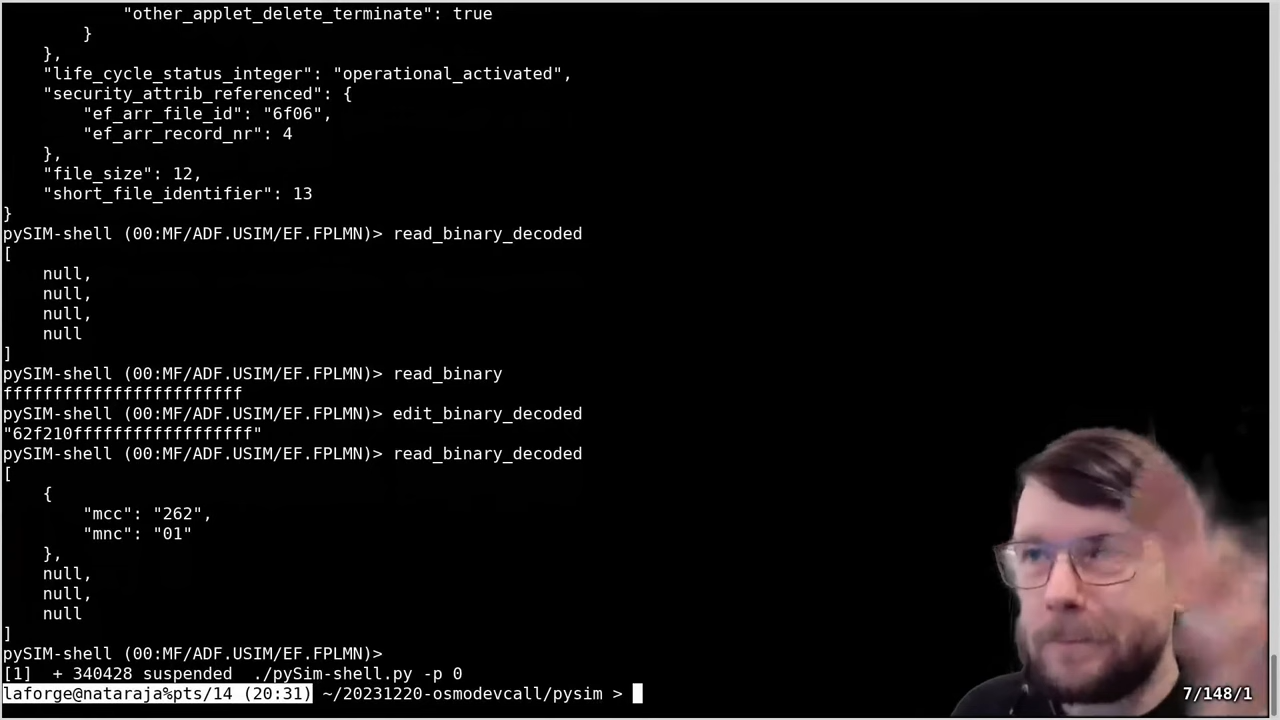 "other_applet_delete_terminate": true
}
},
"life_cycle_status_integer": "operational_activated",
"security_attrib_referenced": {
"ef_arr_file_id": "6f06",
"ef_arr_record_nr": 4
},
"file_size": 12,
"short_file_identifier": 13
}
pySIM-shell (00:MF/ADF.USIM/EF.FPLMN)> read_binary_decoded
[
null,
null,
null,
null
]
pySIM-shell (00:MF/ADF.USIM/EF.FPLMN)> read_binary
ffffffffffffffffffffffff
pySIM-shell (00:MF/ADF.USIM/EF.FPLMN)> edit_binary_decoded
"62f210ffffffffffffffffff"
pySIM-shell (00:MF/ADF.USIM/EF.FPLMN)> read_binary_decoded
[
{
"mcc": "262",
"mnc": "01"
},
null,
null,
null
]
pySIM-shell (00:MF/ADF.USIM/EF.FPLMN)>
[1]  + 340428 suspended  ./pySim-shell.py -p 0
laforge@nataraja%pts/14 (20:31) ~/20231220-osmodevcall/pysim >
7/148/1